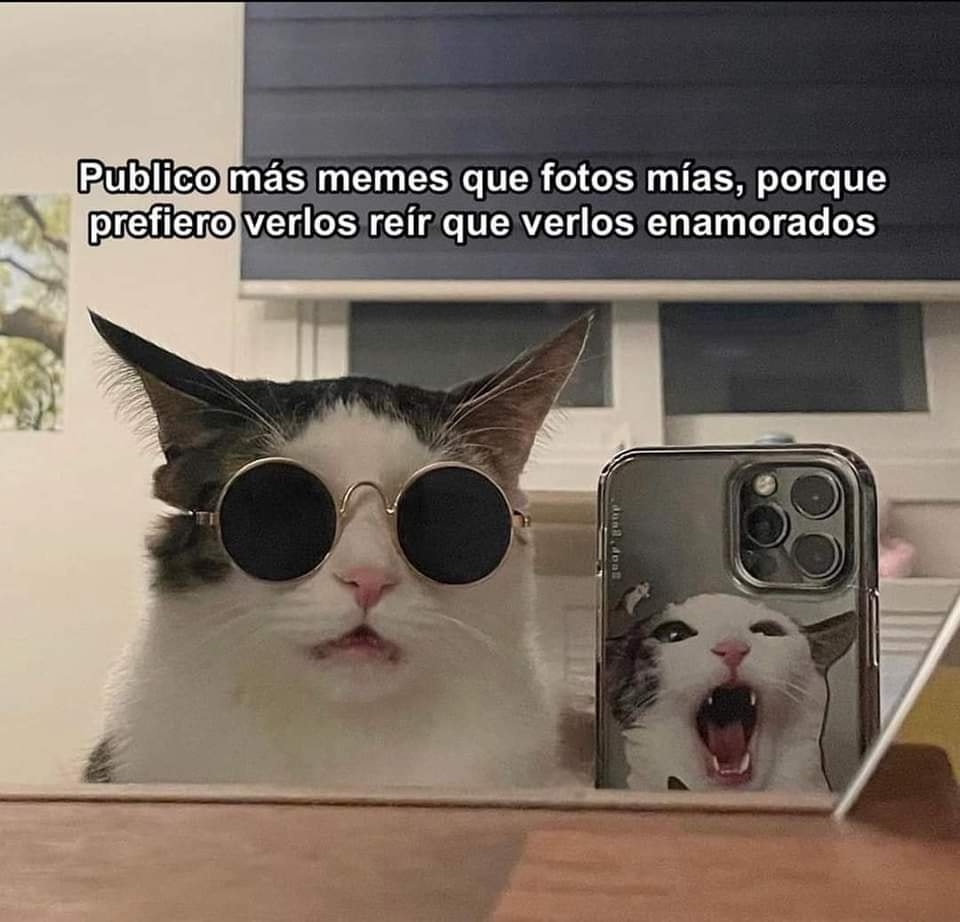 Publico más memes que fotos mías, porque
prefiero verlos reír que verlos enamorados